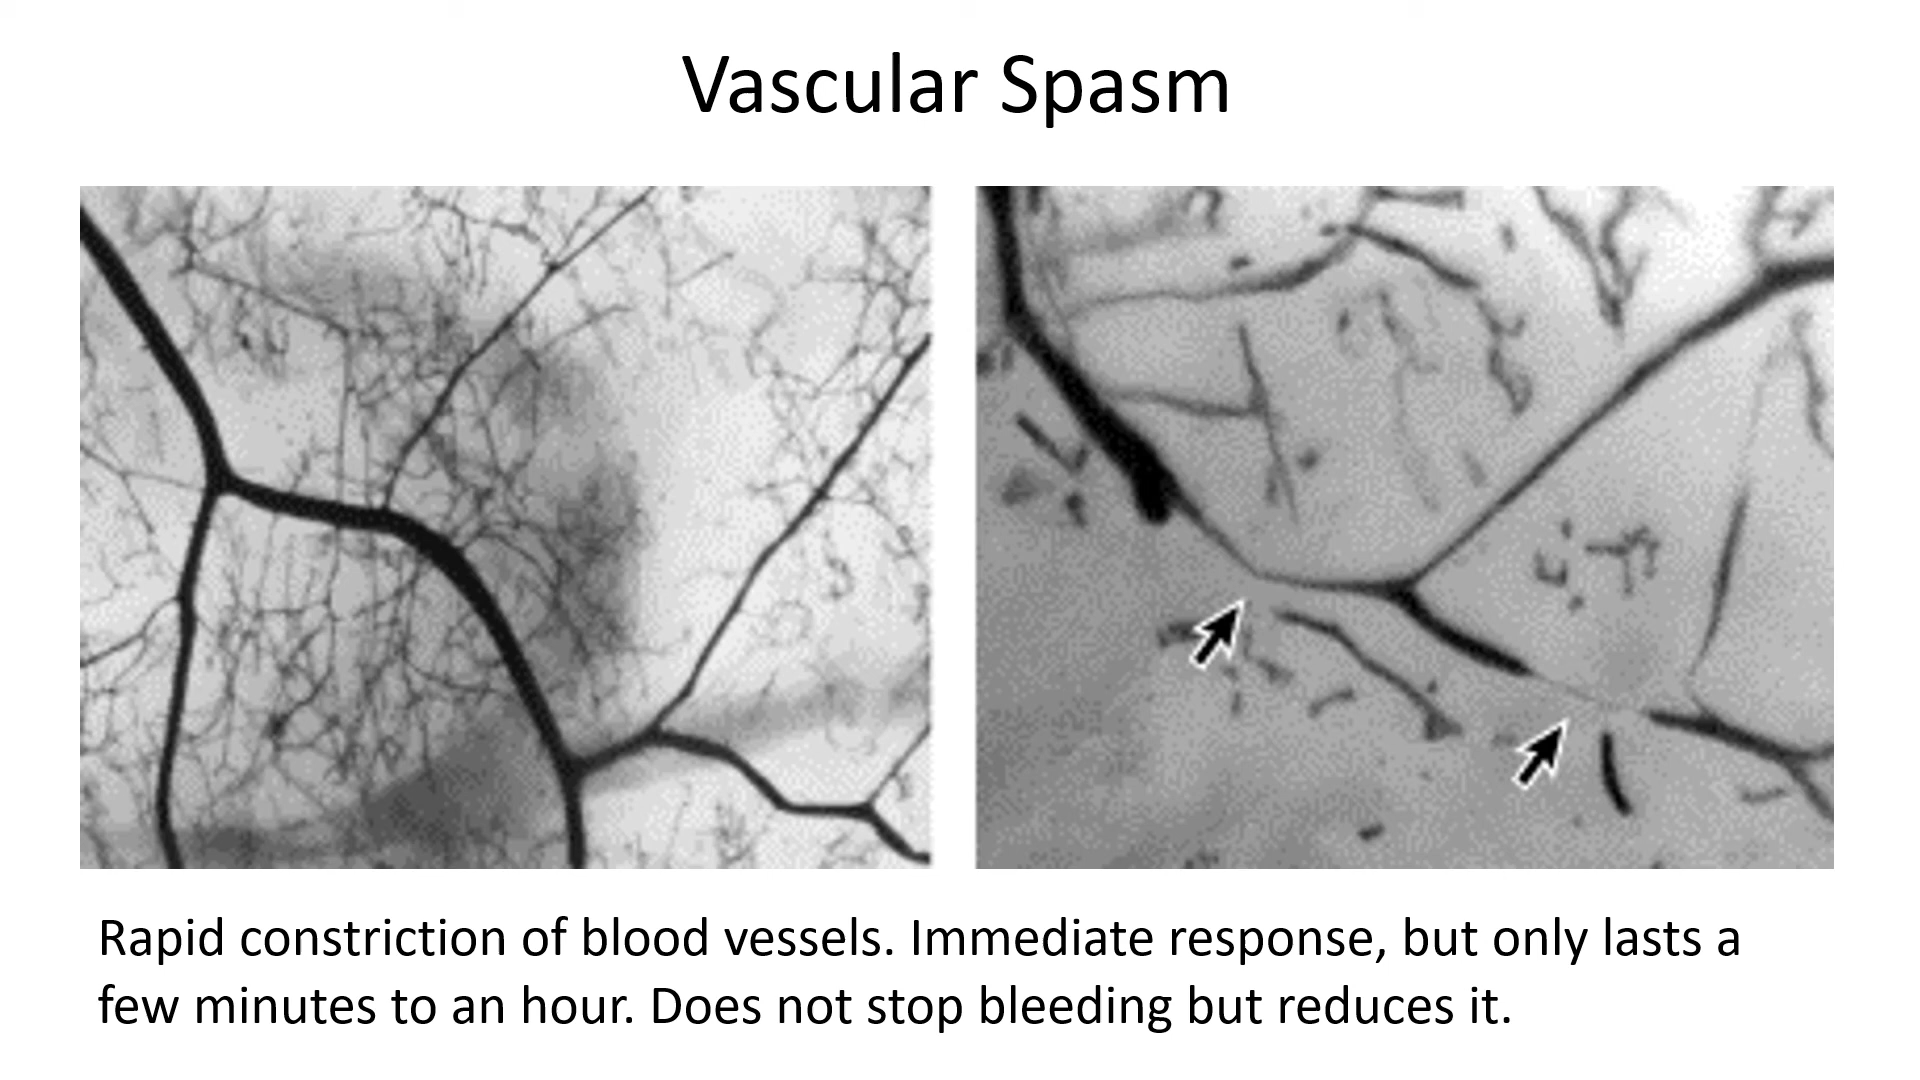 Vascular Spasm
Rapid constriction of blood vessels. Immediate response, but only lasts a
few minutes to an hour. Does not stop bleeding but reduces it.